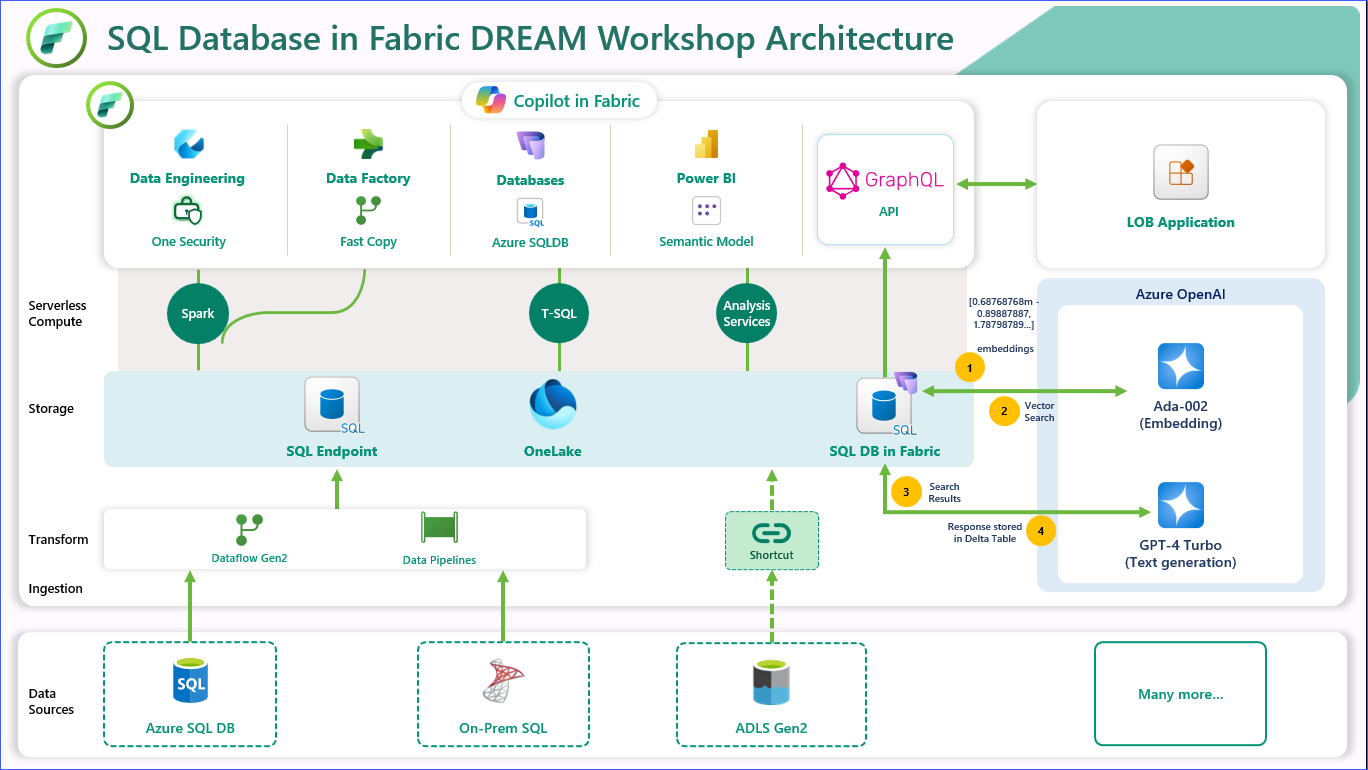 SQL Database in Fabric DREAM Workshop Architecture
Copilot in Fabric
Data Engineering
One Security
Data Factory
Fast Copy
Databases
SQL
Azure SQLDB
Power BI
Semantic Model
GraphQL
API
LOB Application
Serverless
Compute
Spark
T-SQL
Analysis
Services
[0.68768768m -
0.89887887,
1.78798789...]
embeddings
Azure OpenAI
1
2
Vector
Search
Ada-002
(Embedding)
Storage
SQL
SQL Endpoint
OneLake
SQL
SQL DB in Fabric
3
Search
Results
Response stored
in Delta Table
4
GPT-4 Turbo
(Text generation)
Transform
Dataflow Gen2
Data Pipelines
Shortcut
Ingestion
Data
Sources
SQL
Azure SQL DB
On-Prem SQL
ADLS Gen2
Many more...